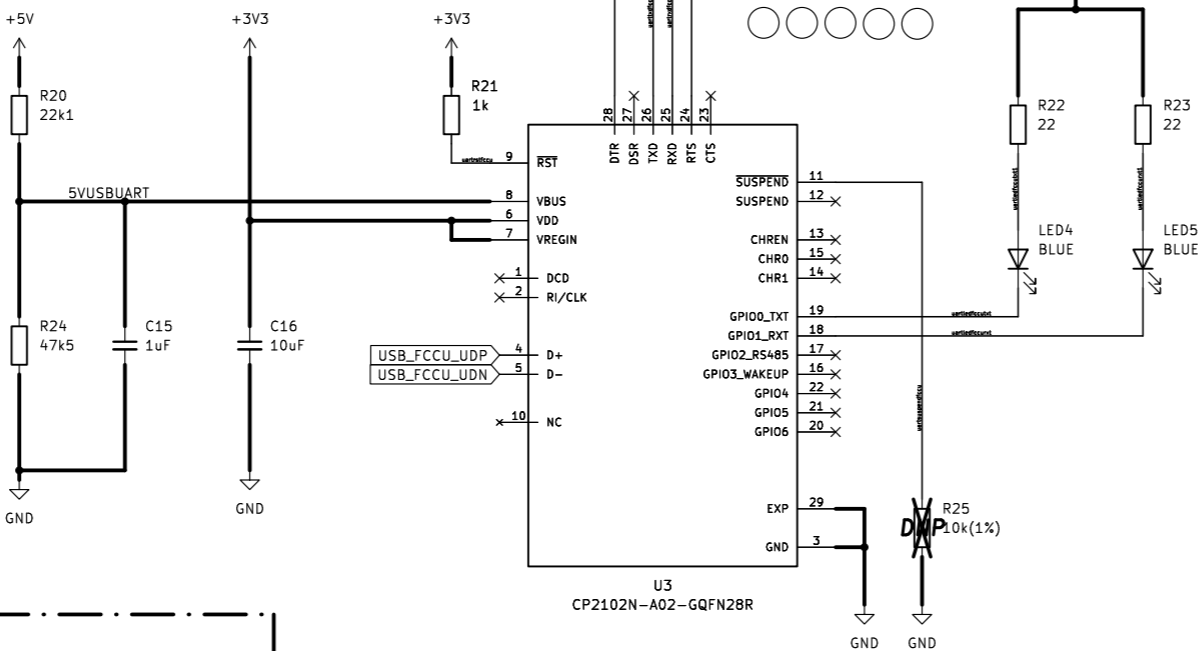 +5V
+3V3
+3V3
R20
22k1
R21
1k
R22
22
R23
22
28
27
26
25
24
23
DTR
DSR
TXD
RXD
RTS
CTS
9 RST
5VUSBUART
8 VBUS
6 VDD
7 VREGIN
1 DCD
2 RI/CLK
USB_FCCU_UDP 4 D+
USB_FCCU_UDN 5 D-
10 NC
SUSPEND 11
SUSPEND 12
CHREN 13
CHR0 15
CHR1 14
GPIO0_TXT 19
GPIO1_RXT 18
GPIO2_RS485 17
GPIO3_WAKEUP 16
GPIO4 22
GPIO5 21
GPIO6 20
EXP 29
GND 3
LED4
BLUE
LED5
BLUE
R24
47k5
C15
1uF
C16
10uF
R25
DNP 10k(1%)
GND
GND
U3
CP2102N-A02-GQFN28R
GND
GND